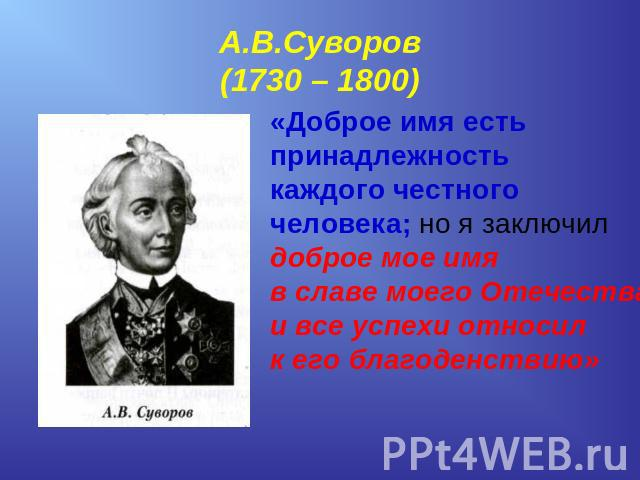 А.В.Суворов
(1730 – 1800)
«Доброе имя есть
принадлежность
каждого честного
человека; но я заключил
доброе мое имя
в славе моего Отечества
и все успехи относил
к его благоденствию»
А.В. Суворов
PPt4WEB.ru